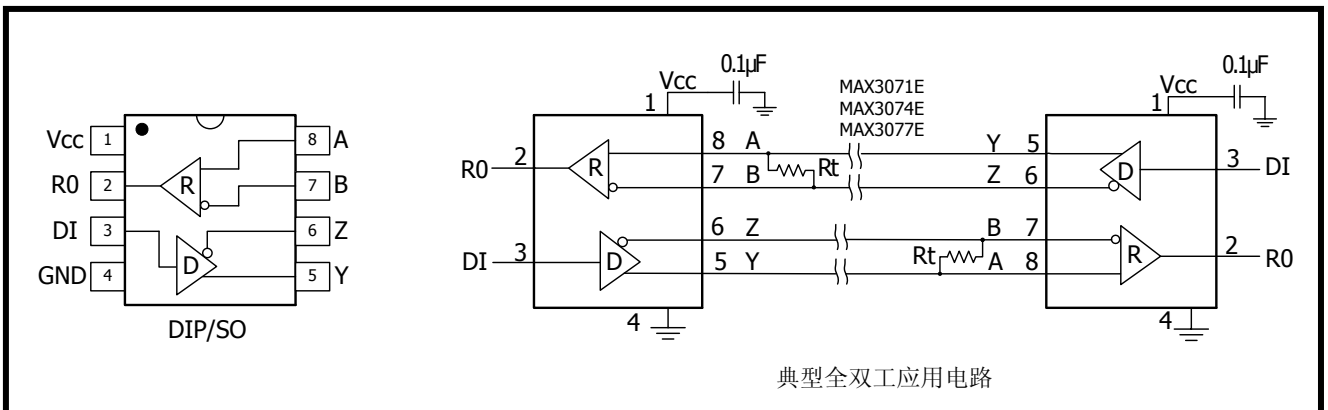 Vcc 1 8 A
R0 2 R 7 B
DI 3 6 Z
GND 4 D 5 Y
DIP/SO
0.1μF
Vcc
1
MAX3071E
MAX3074E
MAX3077E
0.1μF
Vcc
1
8 A Y 5
R0 2 R Rt D 3 DI
7 B Z 6
6 Z B 7
DI 3 D Rt R 2 R0
5 Y A 8
4 4
典型全双工应用电路